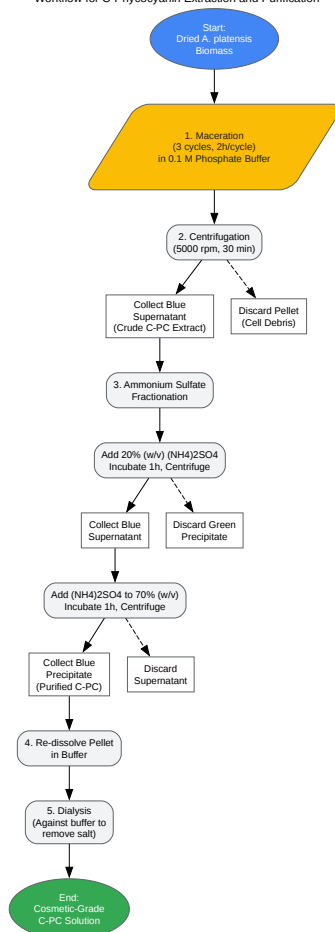 Workflow for C-Phycocyanin Extraction and Purification
Start:
Dried A. platensis
Biomass
1. Maceration
(3 cycles, 2h/cycle)
in 0.1 M Phosphate Buffer
2. Centrifugation
(5000 rpm, 30 min)
Collect Blue
Supernatant
(Crude C-PC Extract)
Discard Pellet
(Cell Debris)
3. Ammonium Sulfate
Fractionation
Add 20% (w/v) (NH4)2SO4
Incubate 1h, Centrifuge
Collect Blue
Supernatant
Discard Green
Precipitate
Add (NH4)2SO4 to 70% (w/v)
Incubate 1h, Centrifuge
Collect Blue
Precipitate
(Purified C-PC)
Discard
Supernatant
4. Re-dissolve Pellet
in Buffer
5. Dialysis
(Against buffer to
remove salt)
End:
Cosmetic-Grade
C-PC Solution